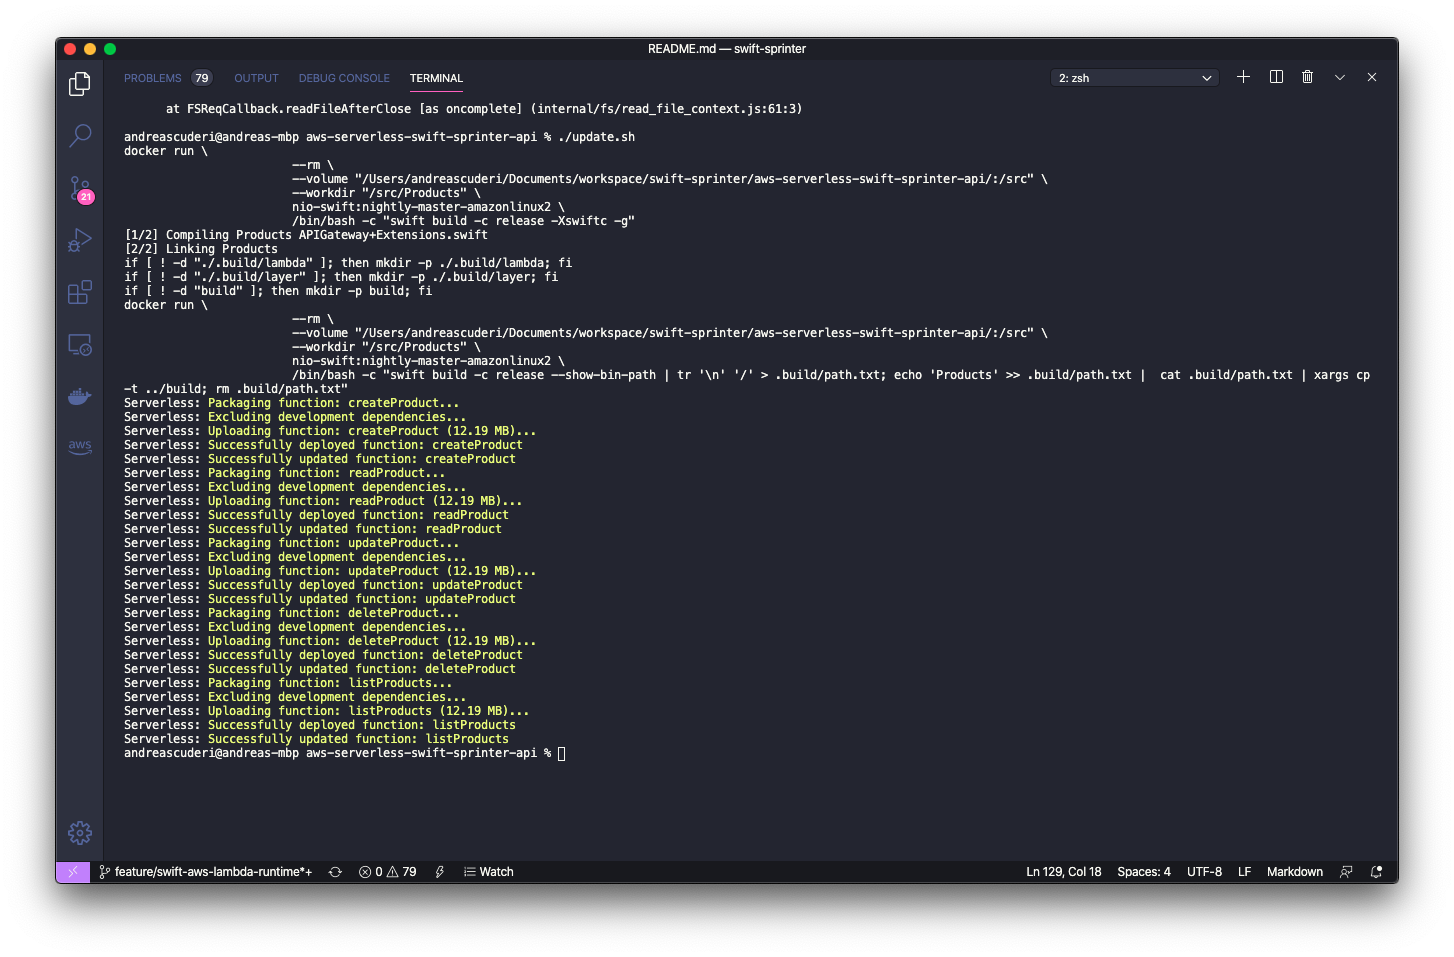 README.md — swift-sprinter
PROBLEMS 79 OUTPUT DEBUG CONSOLE TERMINAL 2: zsh
at FSReqCallback.readFileAfterClose [as oncomplete] (internal/fs/read_file_context.js:61:3)
andreascuderi@andreas-mbp aws-serverless-swift-sprinter-api % ./update.sh
docker run \
--rm \
--volume "/Users/andreascuderi/Documents/workspace/swift-sprinter/aws-serverless-swift-sprinter-api/:/src" \
--workdir "/src/Products" \
nio-swift:nightly-master-amazonlinux2 \
/bin/bash -c "swift build -c release -Xswiftc -g"
[1/2] Compiling Products APIGateway+Extensions.swift
[2/2] Linking Products
if [ ! -d "./.build/lambda" ]; then mkdir -p ./.build/lambda; fi
if [ ! -d "./.build/layer" ]; then mkdir -p ./.build/layer; fi
if [ ! -d "build" ]; then mkdir -p build; fi
docker run \
--rm \
--volume "/Users/andreascuderi/Documents/workspace/swift-sprinter/aws-serverless-swift-sprinter-api/:/src" \
--workdir "/src/Products" \
nio-swift:nightly-master-amazonlinux2 \
/bin/bash -c "swift build -c release --show-bin-path | tr '\n' '/' > .build/path.txt; echo 'Products' >> .build/path.txt |  cat .build/path.txt | xargs cp
-t ../build; rm .build/path.txt"
Serverless: Packaging function: createProduct...
Serverless: Excluding development dependencies...
Serverless: Uploading function: createProduct (12.19 MB)...
Serverless: Successfully deployed function: createProduct
Serverless: Successfully updated function: createProduct
Serverless: Packaging function: readProduct...
Serverless: Excluding development dependencies...
Serverless: Uploading function: readProduct (12.19 MB)...
Serverless: Successfully deployed function: readProduct
Serverless: Successfully updated function: readProduct
Serverless: Packaging function: updateProduct...
Serverless: Excluding development dependencies...
Serverless: Uploading function: updateProduct (12.19 MB)...
Serverless: Successfully deployed function: updateProduct
Serverless: Successfully updated function: updateProduct
Serverless: Packaging function: deleteProduct...
Serverless: Excluding development dependencies...
Serverless: Uploading function: deleteProduct (12.19 MB)...
Serverless: Successfully deployed function: deleteProduct
Serverless: Successfully updated function: deleteProduct
Serverless: Packaging function: listProducts...
Serverless: Excluding development dependencies...
Serverless: Uploading function: listProducts (12.19 MB)...
Serverless: Successfully deployed function: listProducts
Serverless: Successfully updated function: listProducts
andreascuderi@andreas-mbp aws-serverless-swift-sprinter-api %
21
aws
feature/swift-aws-lambda-runtime*+ 0 79 Watch Ln 129, Col 18 Spaces: 4 UTF-8 LF Markdown